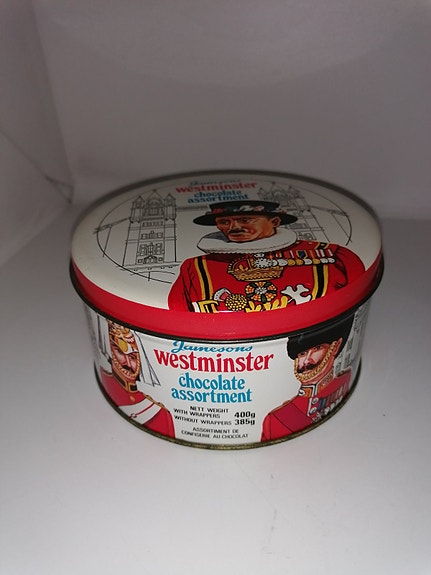 Jamesons
westminster
chocolate
assortment
Jamesons
westminster
chocolate
assortment
NETT WEIGHT
WITH WRAPPERS 400g
WITHOUT WRAPPERS 385g
ASSORTIMENT DE
CONFISERIE AU CHOCOLAT